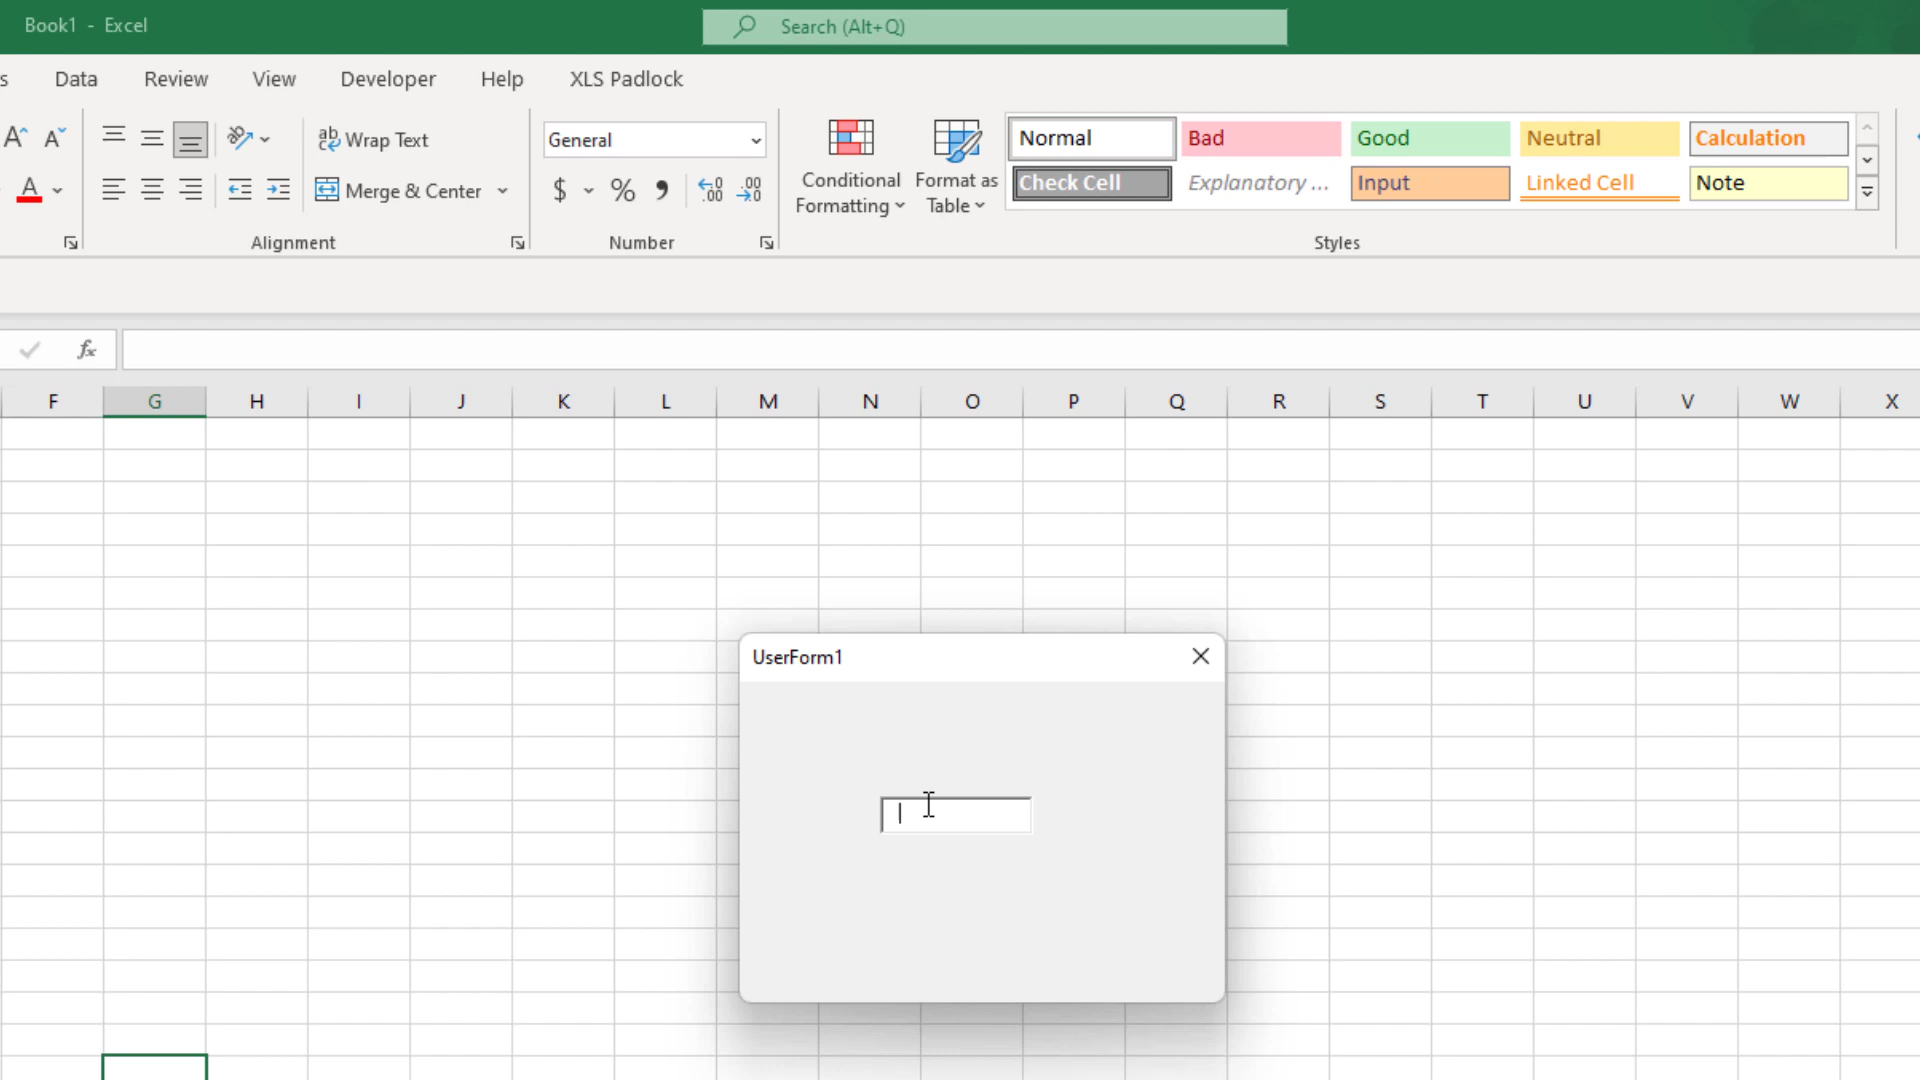 Book1 - Excel
Search (Alt+Q)
s Data Review View Developer Help XLS Padlock
A A ab Wrap Text General Normal Bad Good Neutral Calculation
A Merge & Center $ % Conditional Formatting Format as Table Check Cell Explanatory ... Input Linked Cell Note
Alignment Number Styles
fx
F G H I J K L M N O P Q R S T U V W X
UserForm1